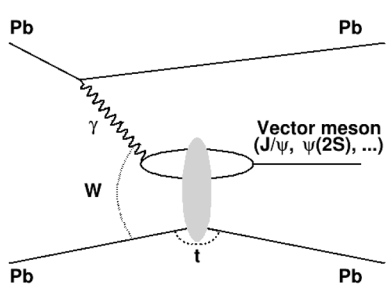 Pb Pb
γ
Vector meson
(J/ψ, ψ(2S), ...)
W
t
Pb Pb